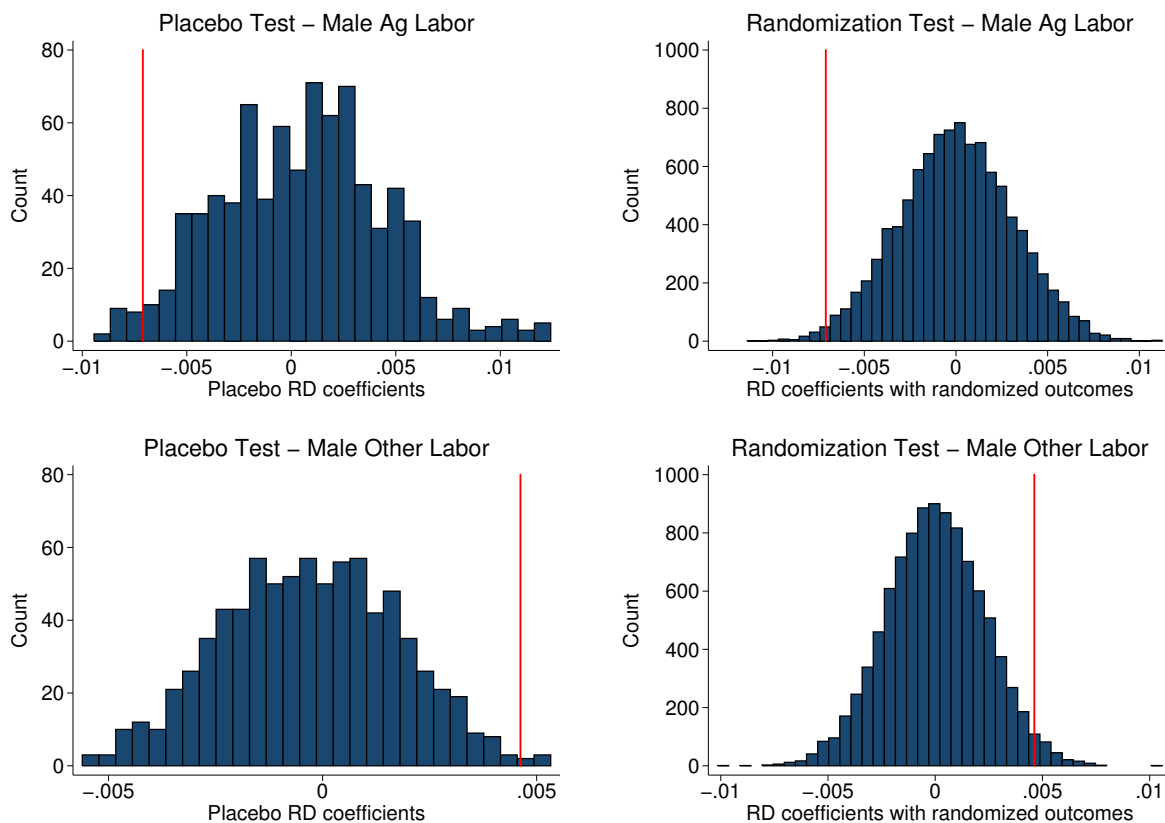 Placebo Test – Male Ag Labor
80
60
40
20
0
Count
−.01 −.005 0 .005 .01
Placebo RD coefficients
Randomization Test – Male Ag Labor
1000
800
600
400
200
0
Count
−.01 −.005 0 .005 .01
RD coefficients with randomized outcomes
Placebo Test – Male Other Labor
80
60
40
20
0
Count
−.005 0 .005
Placebo RD coefficients
Randomization Test – Male Other Labor
1000
800
600
400
200
0
Count
−.01 −.005 0 .005 .01
RD coefficients with randomized outcomes